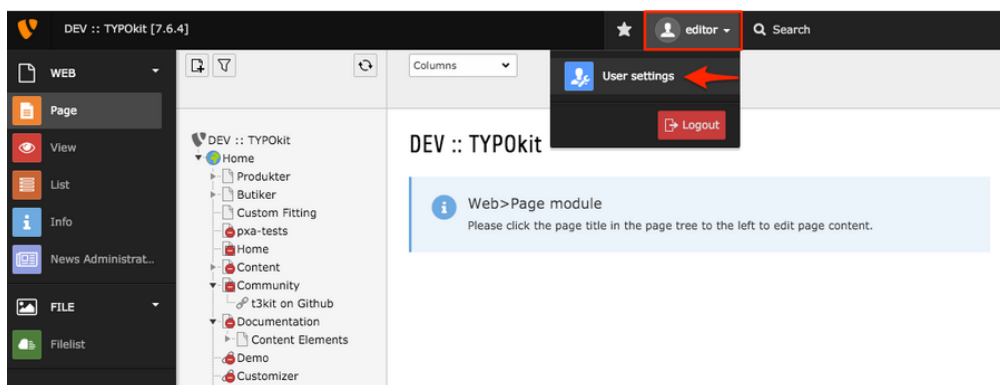 DEV :: TYPOkit [7.6.4]
editor
Search
WEB
Page
View
List
Info
News Administrat...
FILE
Filelist
DEV :: TYPOkit
Home
Produkter
Butiker
Custom Fitting
pxa-tests
Home
Content
Community
t3kit on Github
Documentation
Content Elements
Demo
Customizer
Columns
User settings
Logout
DEV :: TYPOkit
Web>Page module
Please click the page title in the page tree to the left to edit page content.